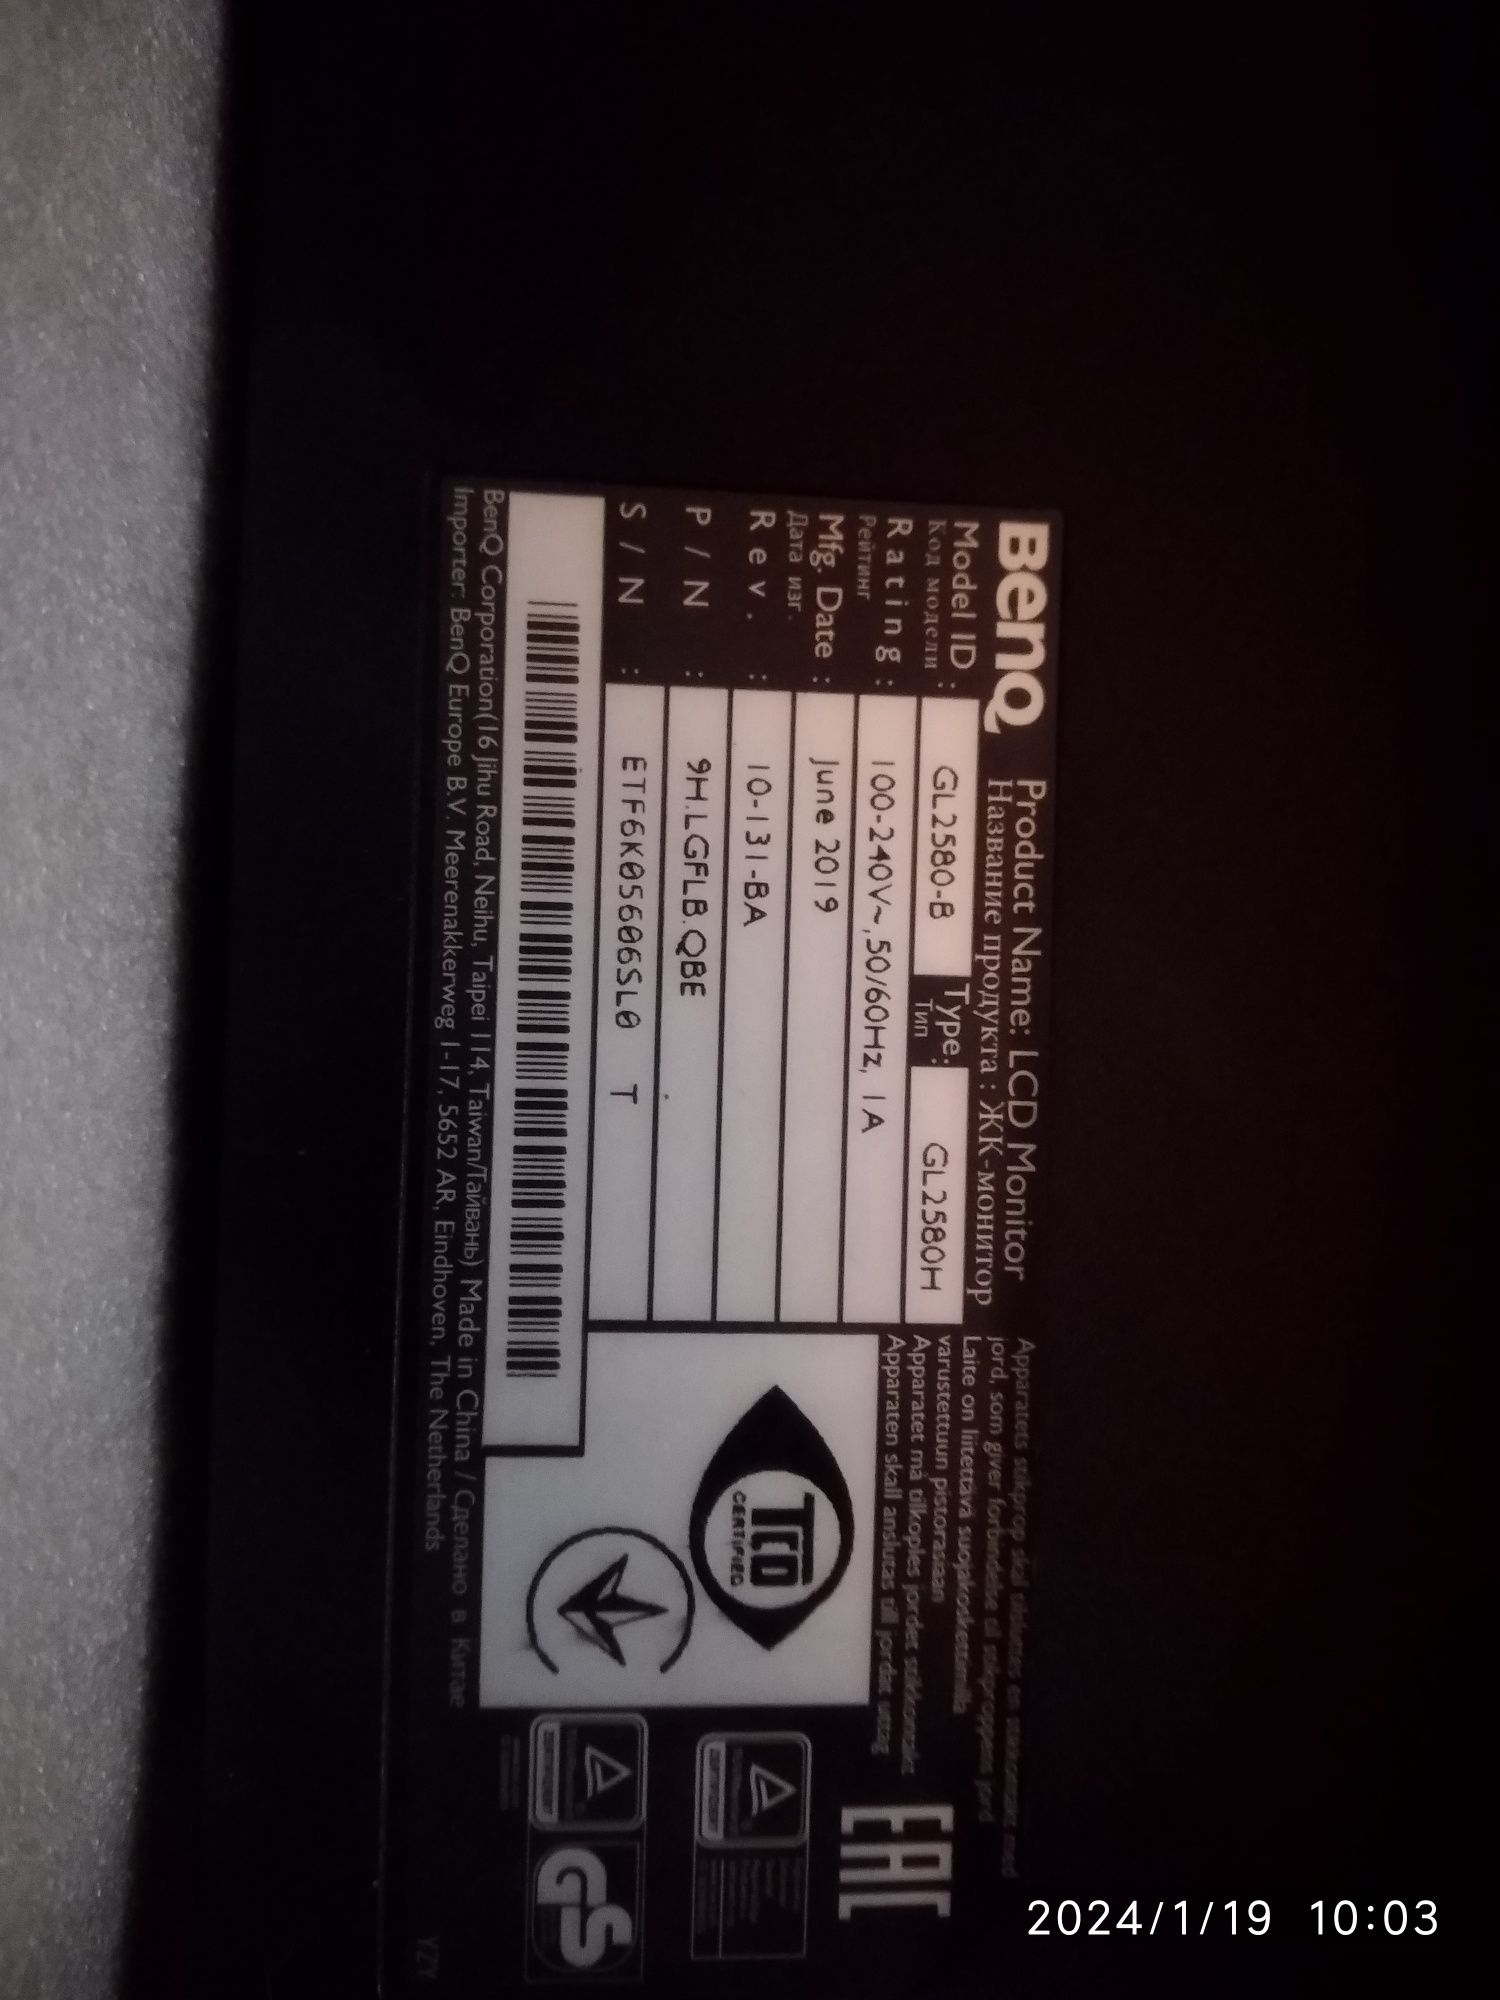 BenQ
Product Name: LCD Monitor
Название продукта : ЖК-монитор
Model ID : GL2580-B Type: GL2580H
Код модели Тип
Rating : 100-240V~,50/60Hz, 1A
Рейтинг
Mfg. Date : June 2019
Дата изг.
Rev. : 10-131-BA
P/N : 9H.LGFLB.QBE
S/N : ETF6K05606SL0 T
BenQ Corporation(16 Jihu Road, Neihu, Taipei 114, Taiwan/Тайвань) Made in China / Сделано в Китае
Importer: BenQ Europe B.V. Meerenakkerweg 1-17, 5652 AR, Eindhoven, The Netherlands
Apparatets stikprop skal tilsluttes en stikkontakt med
jord, som giver forbindelse til stikproppens jord
Laite on liitettävä suojakoskettimilla
varustettuun pistorasiaan
Apparatet må tilkoples jordet stikkontakt
Apparaten skall anslutas till jordat uttag
TCO
CERTIFIED
EAC
GS
YZY
2024/1/19 10:03